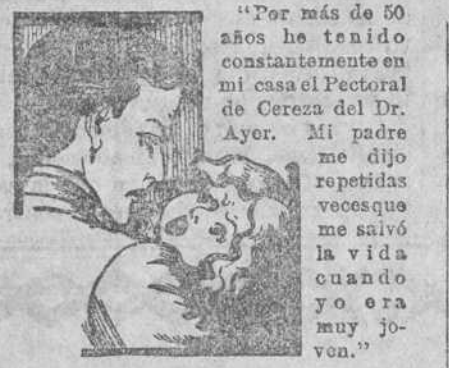 “Por más de 50
años he tenido
constantemente en
mi casa el Pectoral
de Cereza del Dr.
Ayer. Mi padre
me dijo
repetidas
veces que
me salvó
la vida
cuando
yo era
muy jo-
ven.”